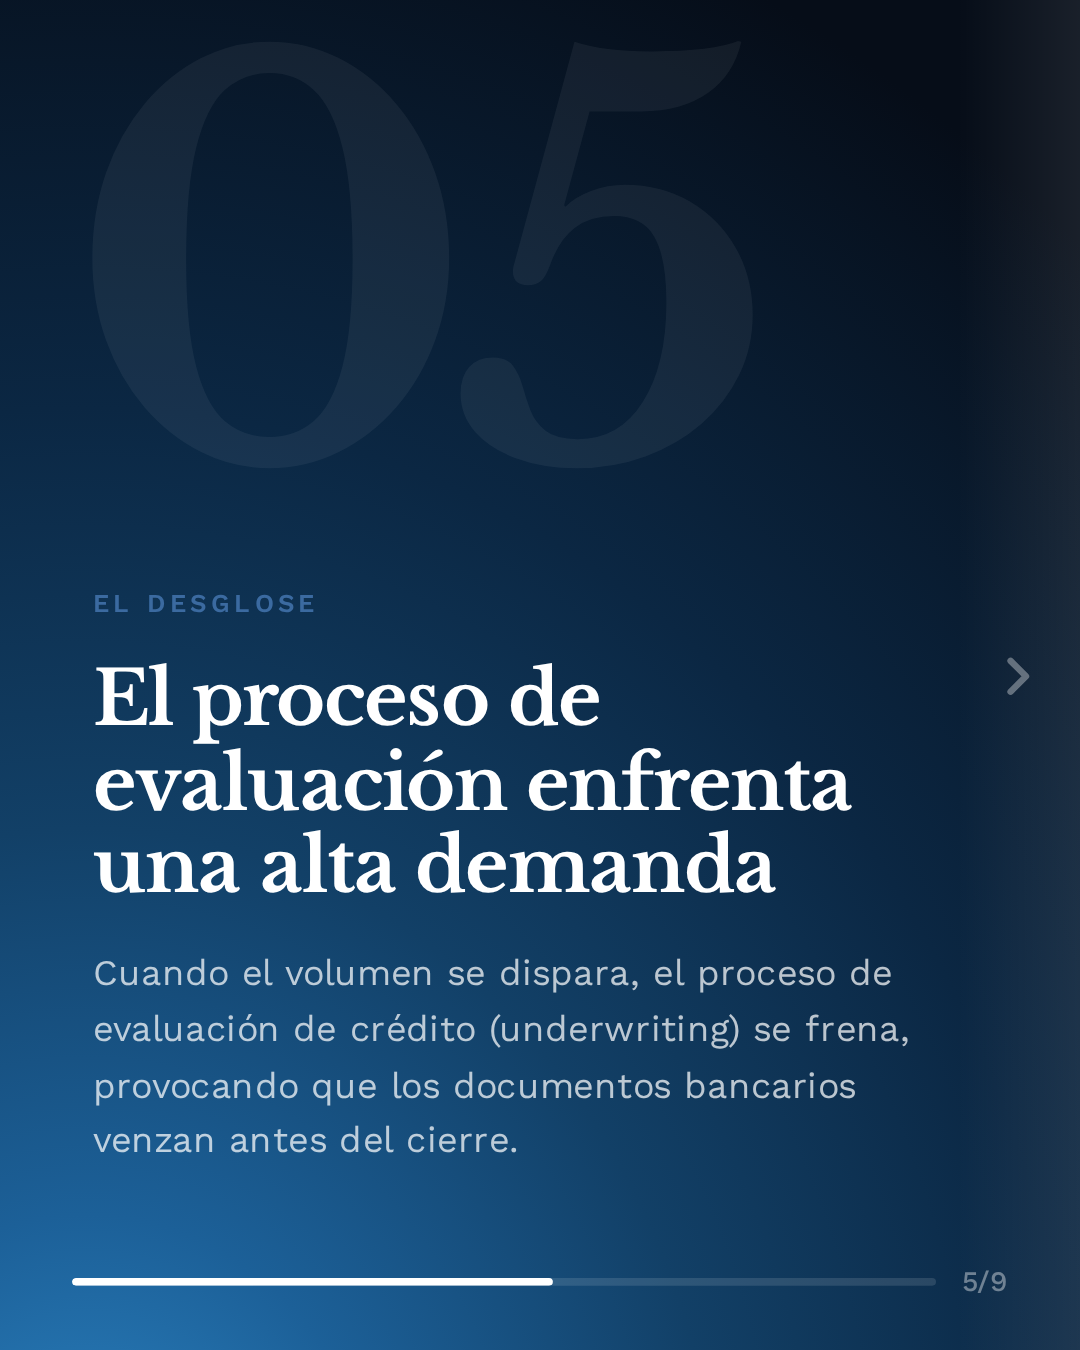 05
EL DESGLOSE
El proceso de
evaluación enfrenta
una alta demanda
Cuando el volumen se dispara, el proceso de
evaluación de crédito (underwriting) se frena,
provocando que los documentos bancarios
venzan antes del cierre.
5/9